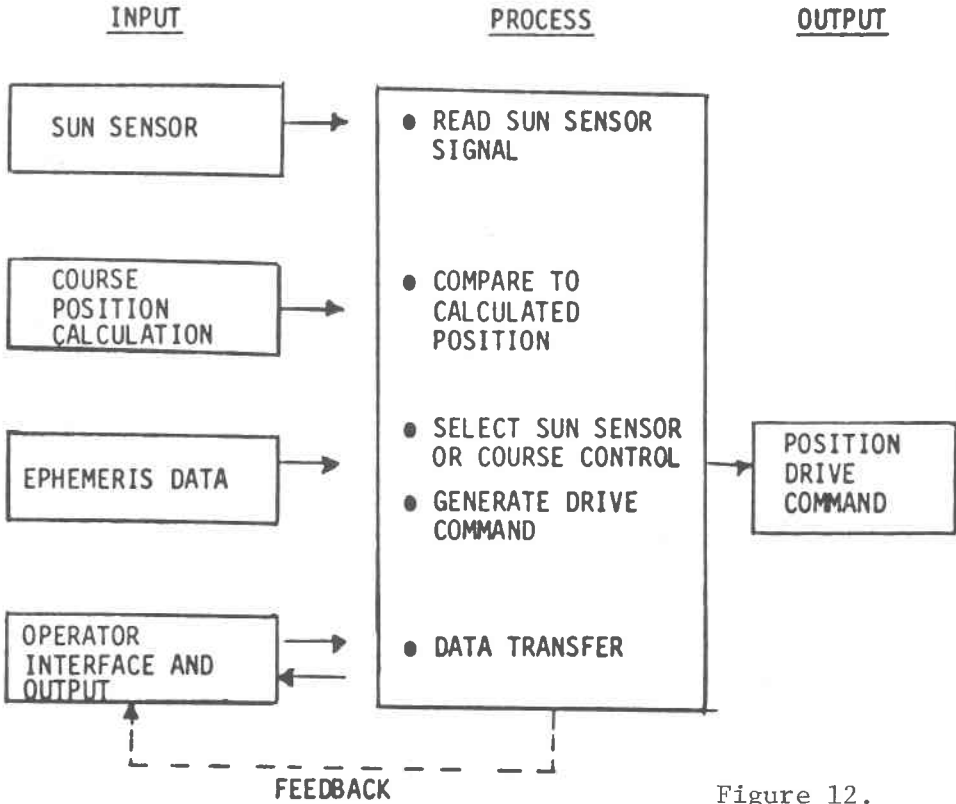 INPUT
PROCESS
OUTPUT
SUN SENSOR
● READ SUN SENSOR
SIGNAL
COURSE
POSITION
CALCULATION
● COMPARE TO
CALCULATED
POSITION
EPHEMERIS DATA
● SELECT SUN SENSOR
OR COURSE CONTROL
● GENERATE DRIVE
COMMAND
POSITION
DRIVE
COMMAND
OPERATOR
INTERFACE AND
OUTPUT
● DATA TRANSFER
FEEDBACK
Figure 12.